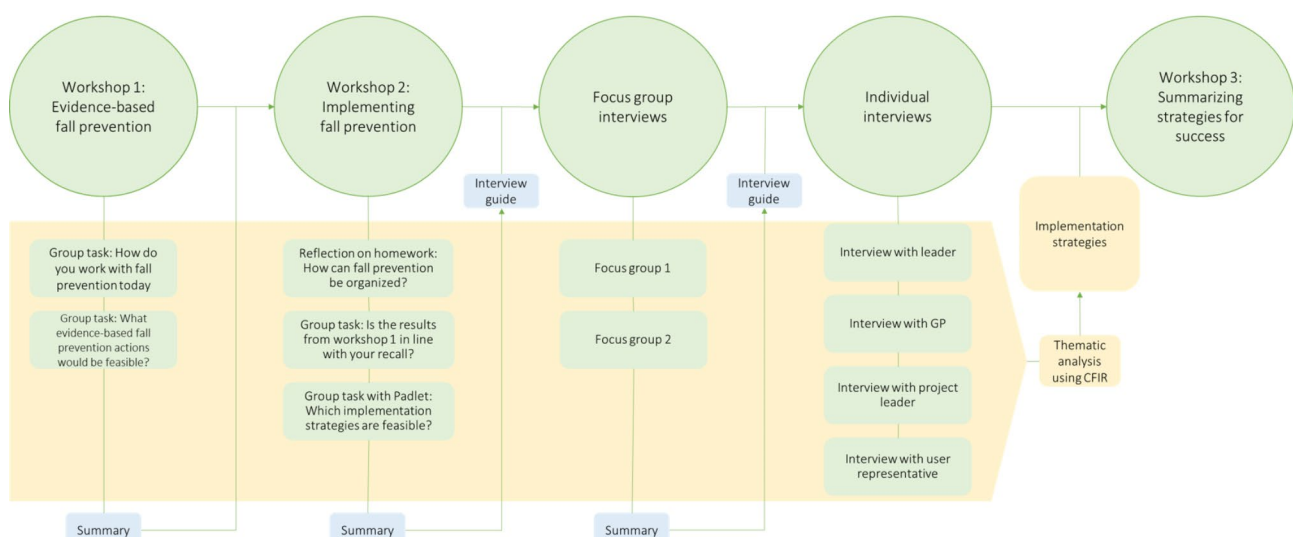 Workshop 1:
Evidence-based
fall prevention
Workshop 2:
Implementing
fall prevention
Focus group
interviews
Individual
interviews
Workshop 3:
Summarizing
strategies for
success
Interview
guide
Interview
guide
Group task: How do
you work with fall
prevention today
Group task: What
evidence-based fall
prevention actions
would be feasible?
Reflection on homework:
How can fall prevention
be organized?
Group task: Is the results
from workshop 1 in line
with your recall?
Group task with Padlet:
Which implementation
strategies are feasible?
Focus group 1
Focus group 2
Interview with leader
Interview with GP
Interview with project
leader
Interview with user
representative
Implementation
strategies
Thematic
analysis
using CFIR
Summary
Summary
Summary